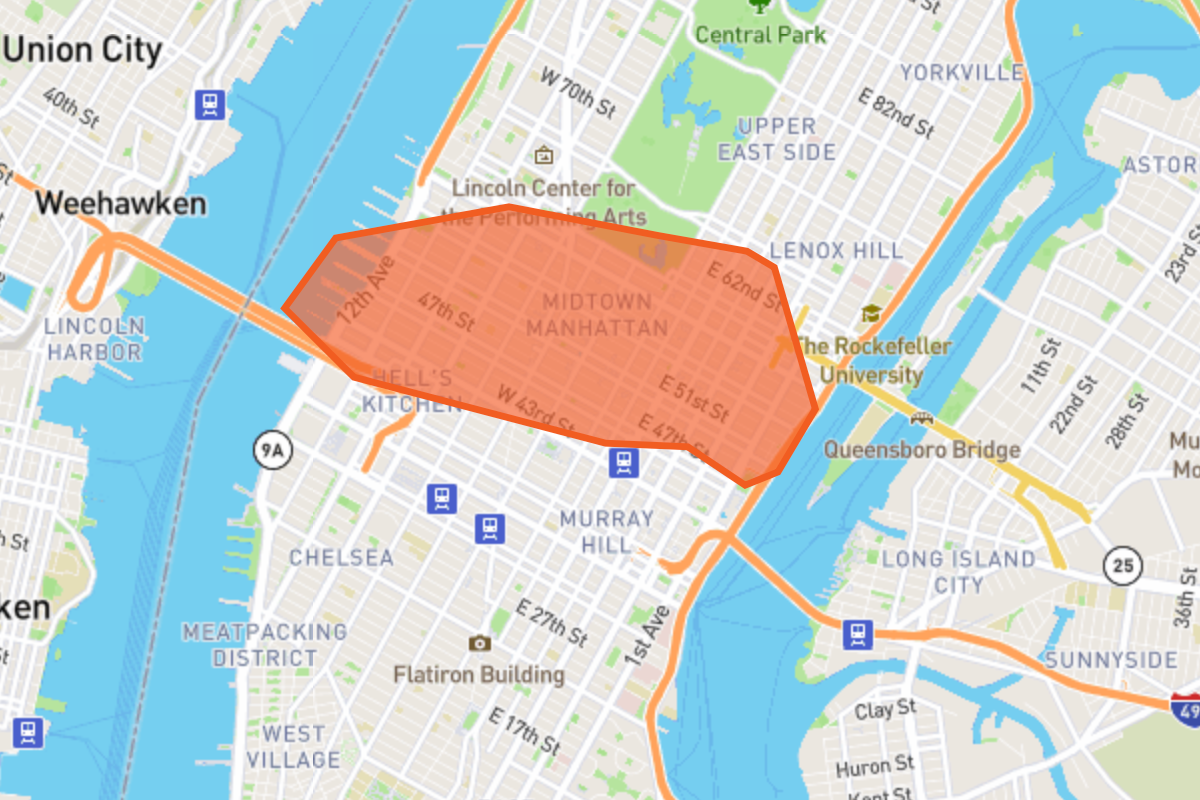 Central Park
Union City
YORKVILLE
W 70th St
40th St
E 82nd St
UPPER
EAST SIDE
ASTOR
Lincoln Center for
the Performing Arts
Weehawken
St
LENOX HILL
23rd St
E 62nd St
12th Ave
47th St
MIDTOWN
MANHATTAN
LINCOLN
HARBOR
The Rockefeller
University
11th St
HELL'S
KITCHEN
E 51st St
22nd St
W 43rd St
28th St
E 47th St
9A
Queensboro Bridge
Mu
Mo
MURRAY
HILL
h St
CHELSEA
LONG ISLAND
CITY
25
36th St
ken
E 27th St
1st Ave
MEATPACKING
DISTRICT
St
SUNNYSIDE
Flatiron Building
49
Clay St
E 17th St
WEST
VILLAGE
Huron St
Kent St